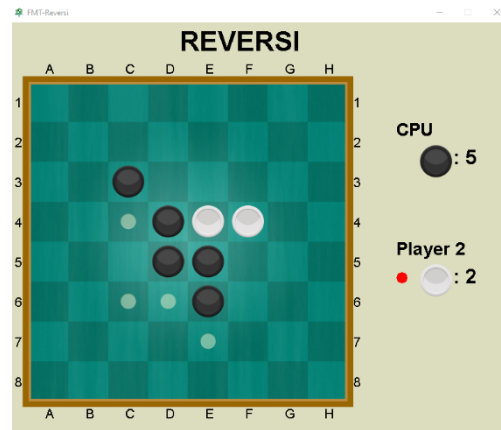 FMT-Reversi
REVERSI
A B C D E F G H
1 1
2 2
3 3
4 4
5 5
6 6
7 7
8 8
A B C D E F G H
CPU
: 5
Player 2
: 2